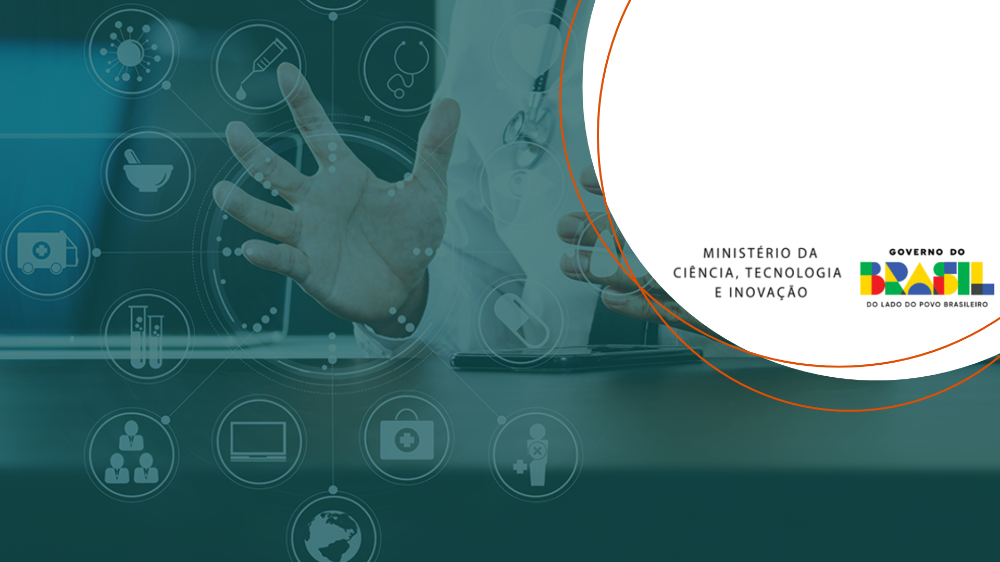 MINISTÉRIO DA
CIÊNCIA, TECNOLOGIA
E INOVAÇÃO
GOVERNO DO
BRASIL
DO LADO DO POVO BRASILEIRO